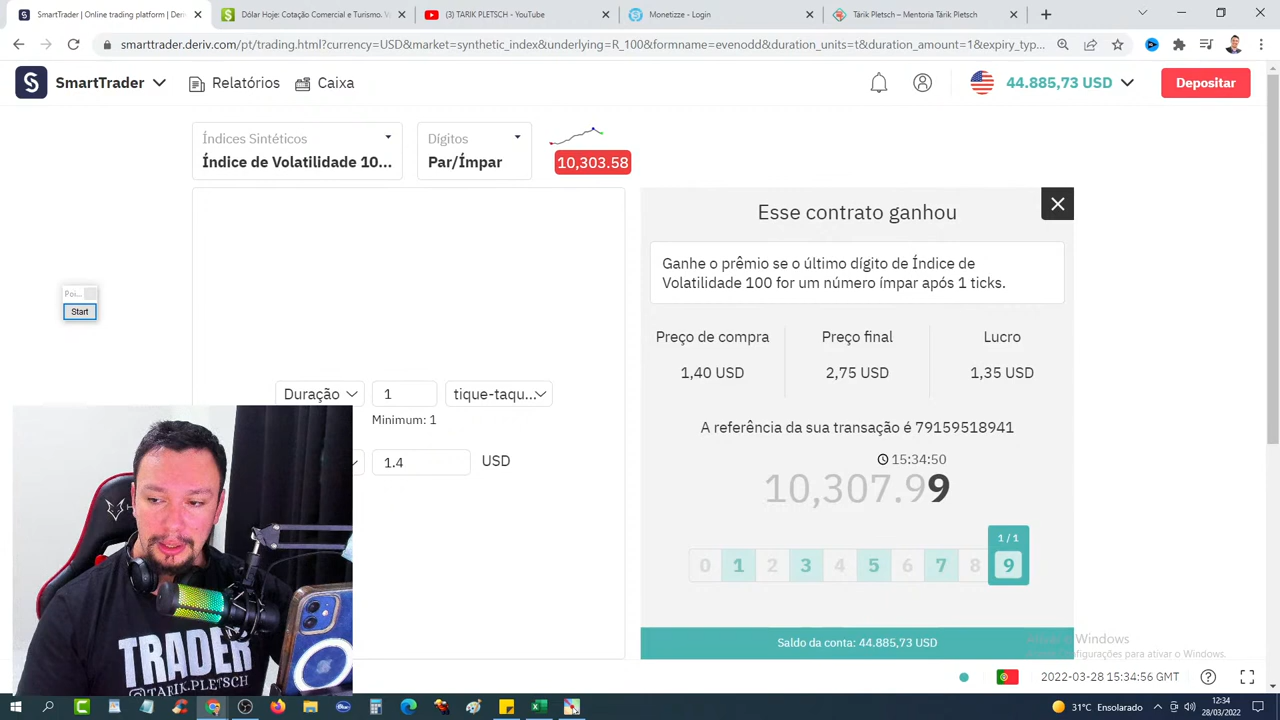 SmartTrader | Online trading platform | Deri
Dólar Hoje: Cotação Comercial e Turismo. V
(3) TARIK PLETSCH - YouTube
Monetizze - Login
Tárik Pletsch – Mentoria Tárik Pletsch
smarttrader.deriv.com/pt/trading.html?currency=USD&market=synthetic_index&underlying=R_100&formname=evenodd&duration_units=t&duration_amount=1&expiry_typ...
SmartTrader
Relatórios
Caixa
44.885,73 USD
Depositar
Índices Sintéticos
Índice de Volatilidade 10...
Dígitos
Par/Ímpar
10,303.58
Esse contrato ganhou
Ganhe o prêmio se o último dígito de Índice de
Volatilidade 100 for um número ímpar após 1 ticks.
Poi...
Start
Preço de compra
Preço final
Lucro
1,40 USD
2,75 USD
1,35 USD
Duração
1
tique-taqu...
Minimum: 1
A referência da sua transação é 79159518941
15:34:50
1.4
USD
10,307.99
1 / 1
0 1 2 3 4 5 6 7 8 9
Saldo da conta: 44.885,73 USD
TRADER
@TARIK.PLETSCH
Ativar o Windows
2022-03-28 15:34:56 GMT
31°C Ensolarado
12:34
28/03/2022